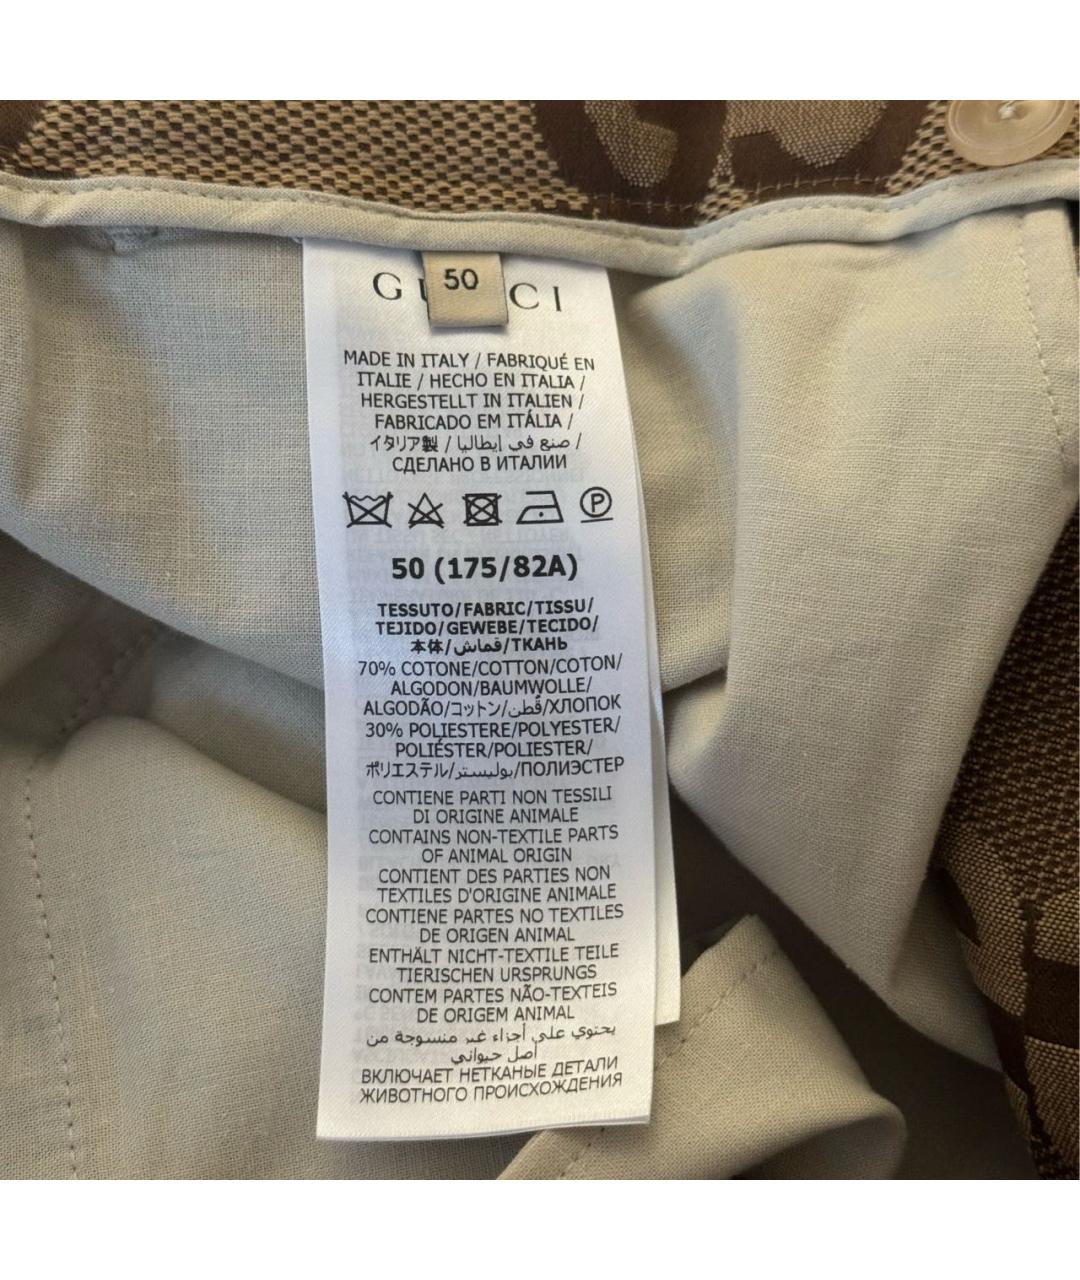 50
MADE IN ITALY / FABRIQUÉ EN
ITALIE / HECHO EN ITALIA /
HERGESTELLT IN ITALIEN /
FABRICADO EM ITÁLIA /
イタリア製 / صنع في إيطاليا /
СДЕЛАНО В ИТАЛИИ
P
50 (175/82A)
TESSUTO/FABRIC/TISSU/
TEJIDO/GEWEBE/TECIDO/
本体/قماش/ТКАНЬ
70% COTONE/COTTON/COTON/
ALGODON/BAUMWOLLE/
ALGODÃO/コットン/قُطن/ХЛОПОК
30% POLIESTERE/POLYESTER/
POLIÉSTER/POLIESTER/
ポリエステル/بوليستر/ПОЛИЭСТЕР
CONTIENE PARTI NON TESSILI
DI ORIGINE ANIMALE
CONTAINS NON-TEXTILE PARTS
OF ANIMAL ORIGIN
CONTIENT DES PARTIES NON
TEXTILES D'ORIGINE ANIMALE
CONTIENE PARTES NO TEXTILES
DE ORIGEN ANIMAL
ENTHÄLT NICHT-TEXTILE TEILE
TIERISCHEN URSPRUNGS
CONTEM PARTES NÃO-TEXTEIS
DE ORIGEM ANIMAL
يحتوي على أجزاء غير منسوجة من
أصل حيواني
ВКЛЮЧАЕТ НЕТКАНЫЕ ДЕТАЛИ
ЖИВОТНОГО ПРОИСХОЖДЕНИЯ